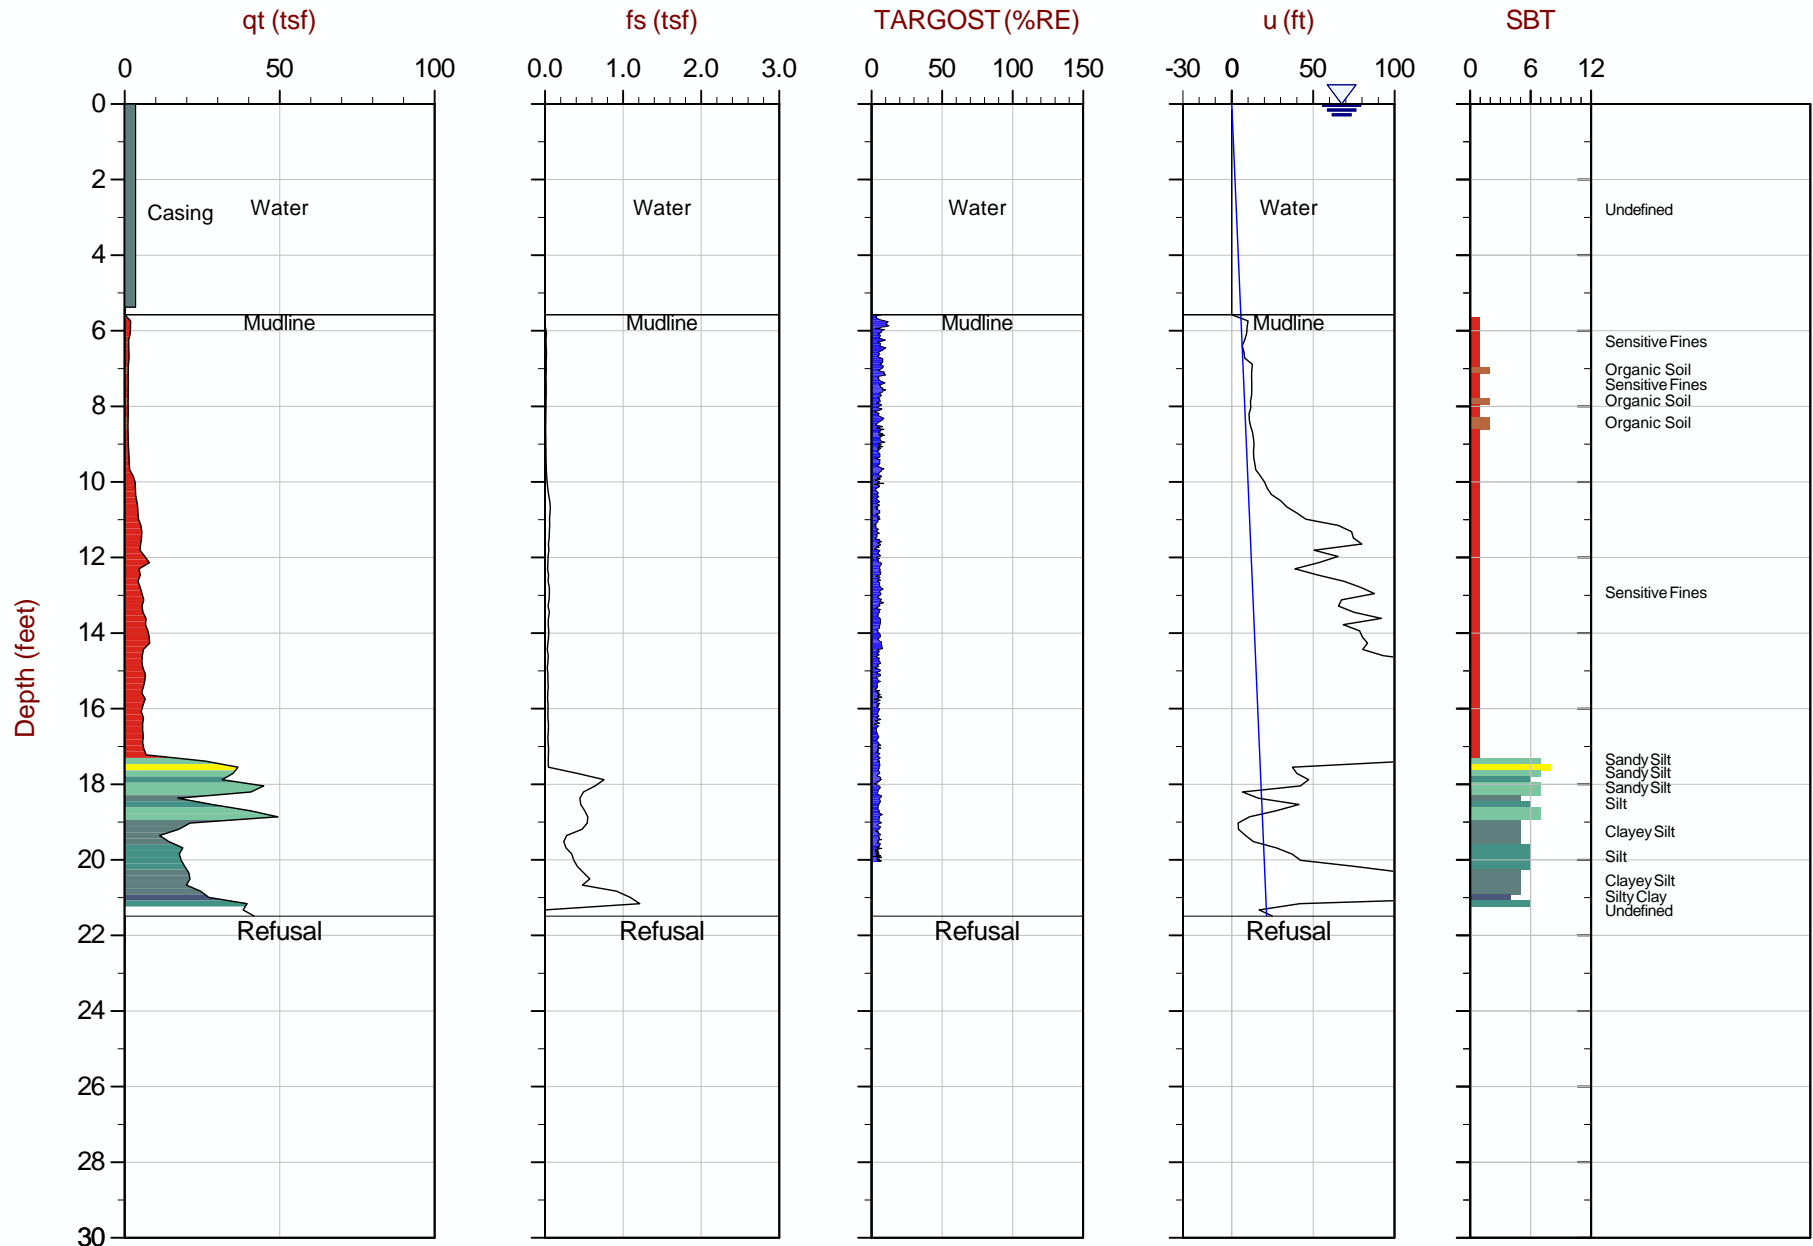 qt (tsf) fs (tsf) TARGOST (%RE) u (ft) SBT
0 50 100 0.0 1.0 2.0 3.0 0 50 100 150 -30 0 50 100 0 6 12
0
2
4
6
8
10
12
14
16
18
20
22
24
26
28
30
Depth (feet)
Casing Water Water Water Water Undefined
Mudline Mudline Mudline Mudline
Sensitive Fines
Organic Soil
Sensitive Fines
Organic Soil
Organic Soil
Sensitive Fines
Sandy Silt
Sandy Silt
Sandy Silt
Silt
Clayey Silt
Silt
Clayey Silt
Silty Clay
Undefined
Refusal Refusal Refusal Refusal